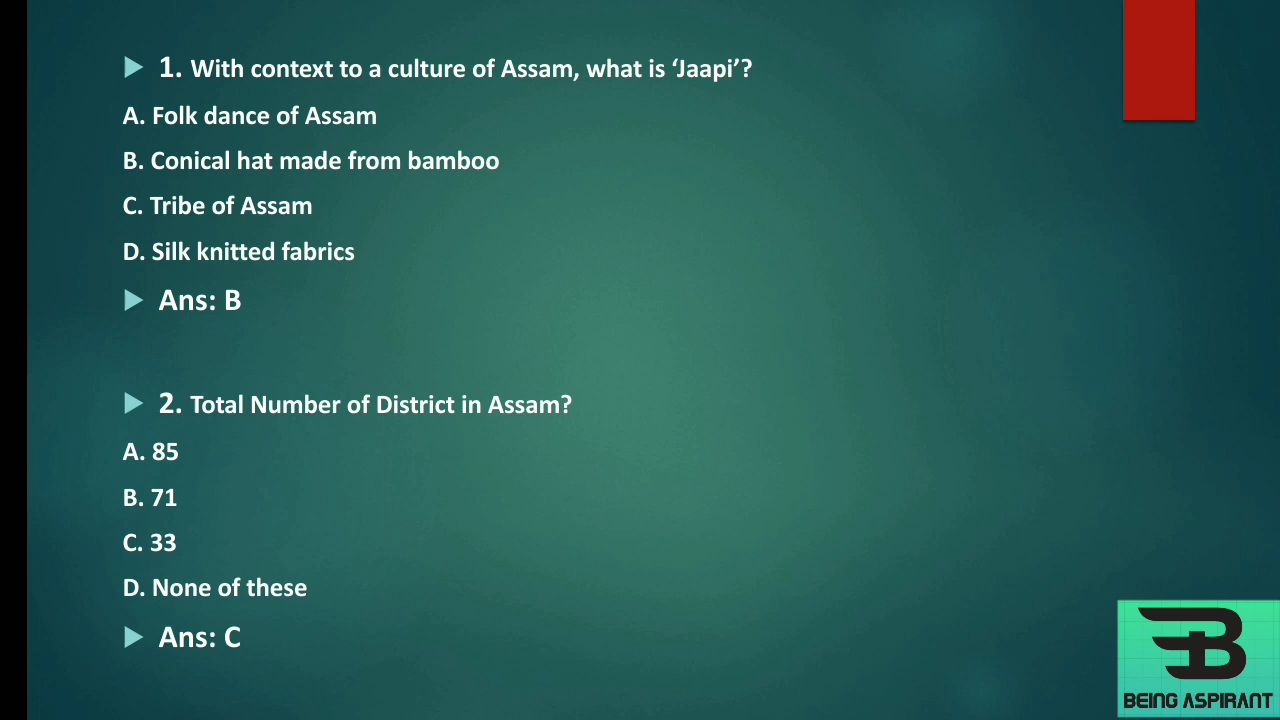 1. With context to a culture of Assam, what is ‘Jaapi’?
A. Folk dance of Assam
B. Conical hat made from bamboo
C. Tribe of Assam
D. Silk knitted fabrics
Ans: B
2. Total Number of District in Assam?
A. 85
B. 71
C. 33
D. None of these
Ans: C
B
BEING ASPIRANT